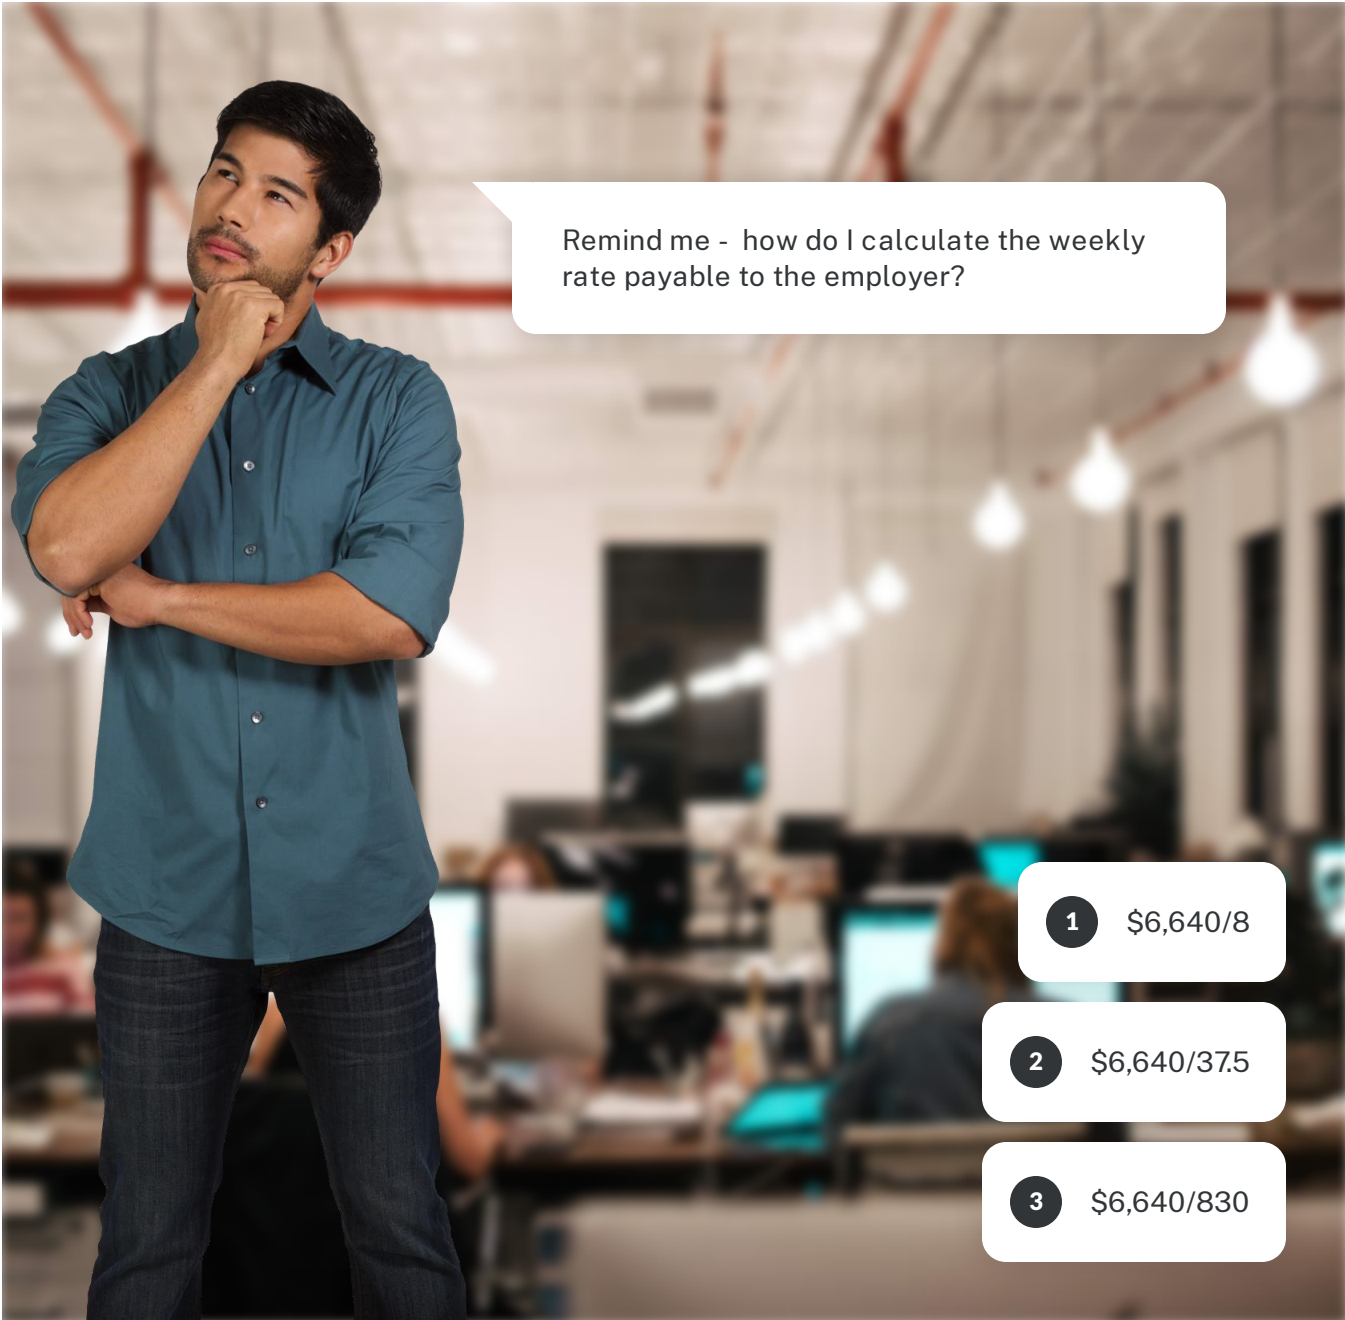 Remind me -  how do I calculate the weekly
rate payable to the employer?
1 $6,640/8
2 $6,640/37.5
3 $6,640/830